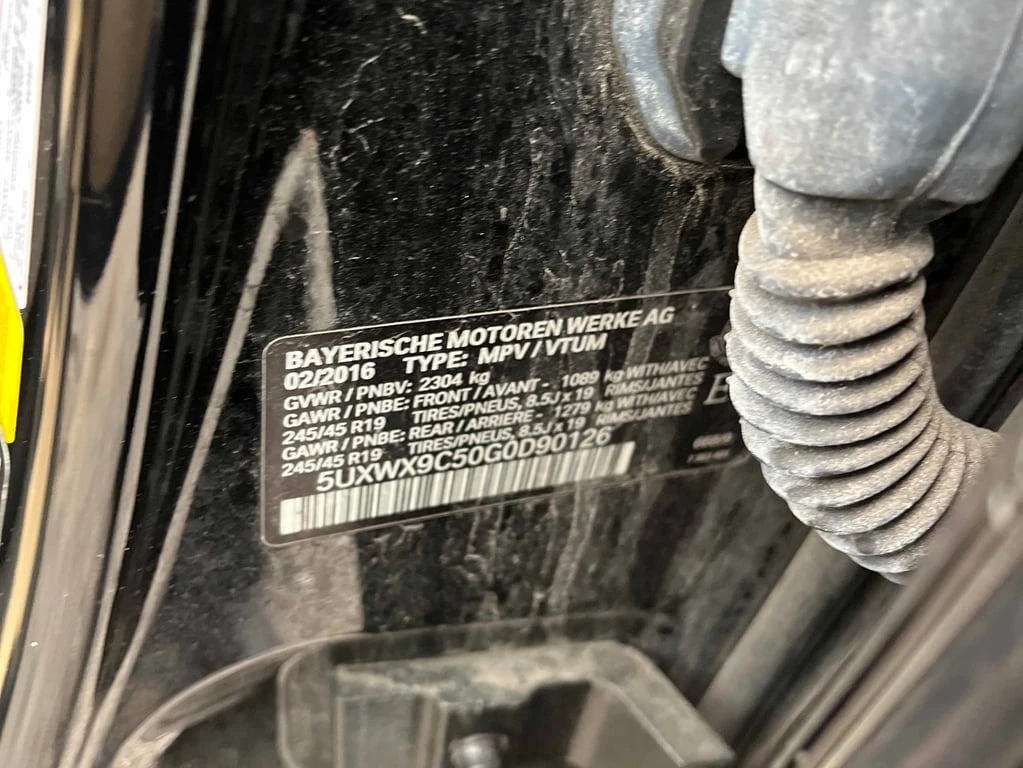 BAYERISCHE MOTOREN WERKE AG
02/2016 TYPE: MPV / VTUM
GVWR / PNBV: 2304 kg
GAWR / PNBE: FRONT / AVANT - 1089 kg WITH/AVEC
245/45 R19 TIRES/PNEUS, 8.5J x 19 RIMS/JANTES
GAWR / PNBE: REAR / ARRIERE - 1279 kg WITH/AVEC
245/45 R19 TIRES/PNEUS, 8.5J x 19 RIMS/JANTES
5UXWX9C50G0D90126
E